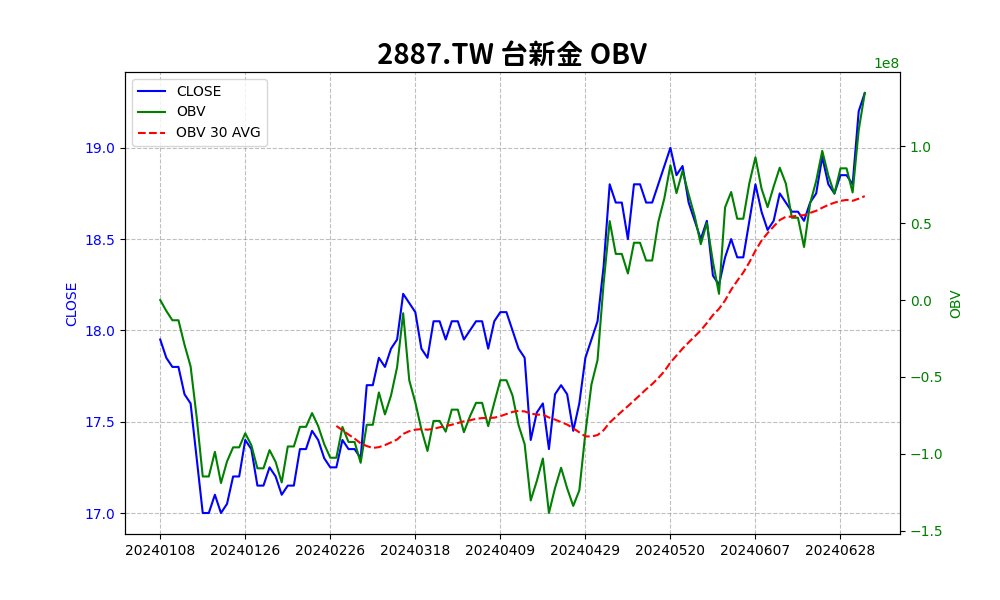 2887.TW 台新金 OBV
1e8
CLOSE
OBV
OBV 30 AVG
19.0
18.5
18.0
17.5
17.0
CLOSE
1.0
0.5
0.0
−0.5
−1.0
−1.5
OBV
20240108 20240126 20240226 20240318 20240409 20240429 20240520 20240607 20240628